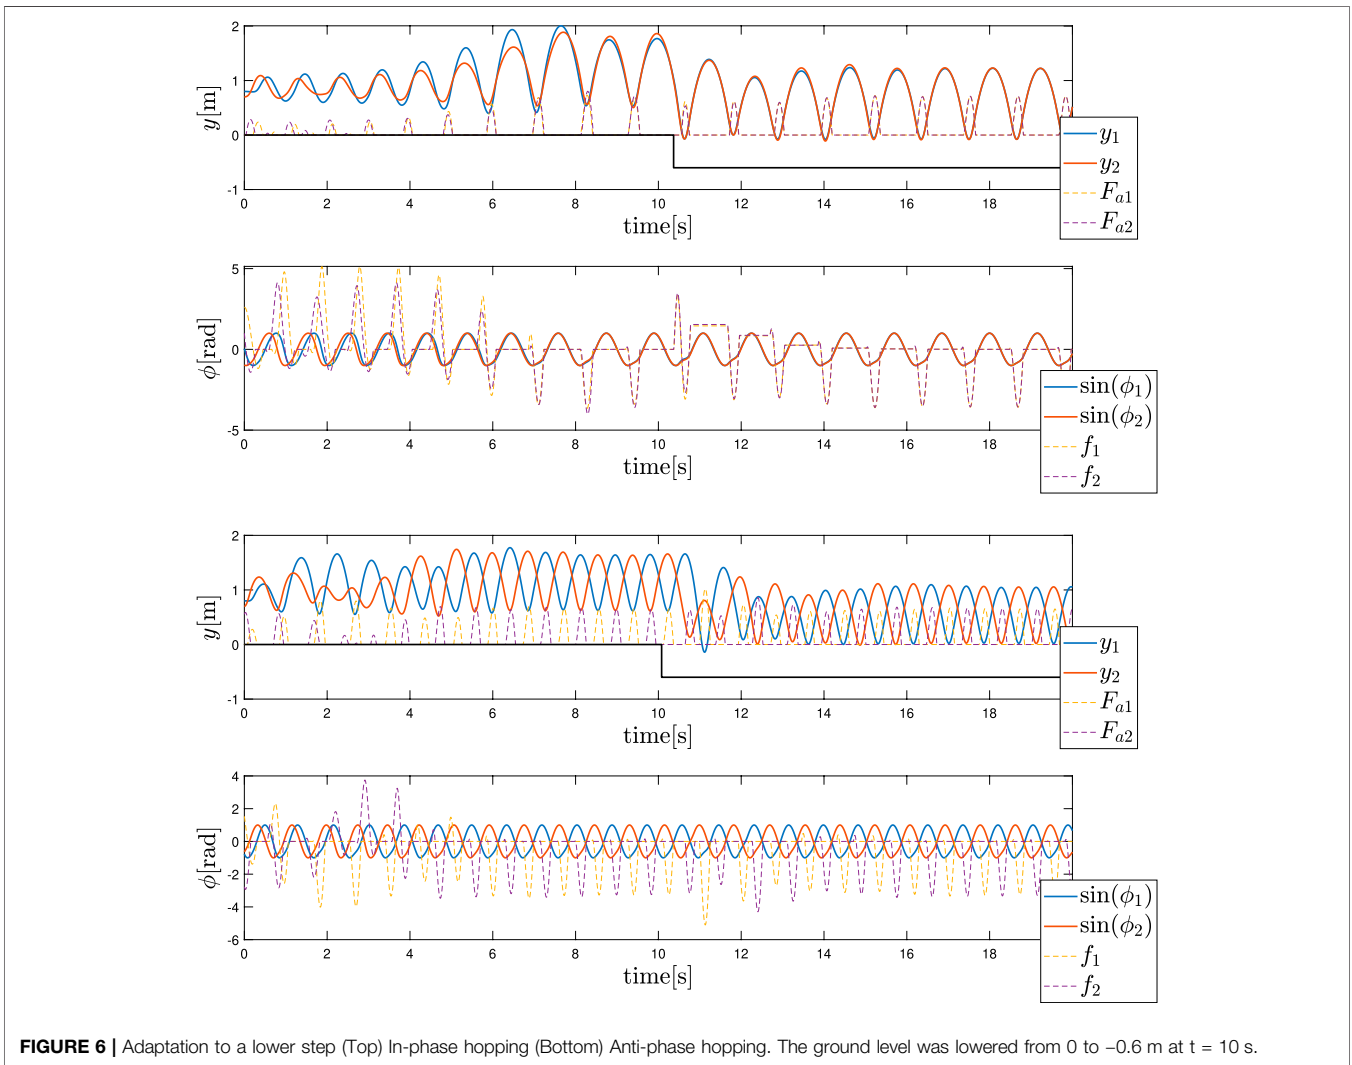 2
1
0
-1
y[m]
0 2 4 6 8 10 12 14 16 18
time[s]
y₁
y₂
Fₐ₁
Fₐ₂
5
0
-5
ϕ[rad]
0 2 4 6 8 10 12 14 16 18
time[s]
sin(ϕ₁)
sin(ϕ₂)
f₁
f₂
2
1
0
-1
y[m]
0 2 4 6 8 10 12 14 16 18
time[s]
y₁
y₂
Fₐ₁
Fₐ₂
4
2
0
-2
-4
-6
ϕ[rad]
0 2 4 6 8 10 12 14 16 18
time[s]
sin(ϕ₁)
sin(ϕ₂)
f₁
f₂
FIGURE 6 | Adaptation to a lower step (Top) In-phase hopping (Bottom) Anti-phase hopping. The ground level was lowered from 0 to −0.6 m at t = 10 s.